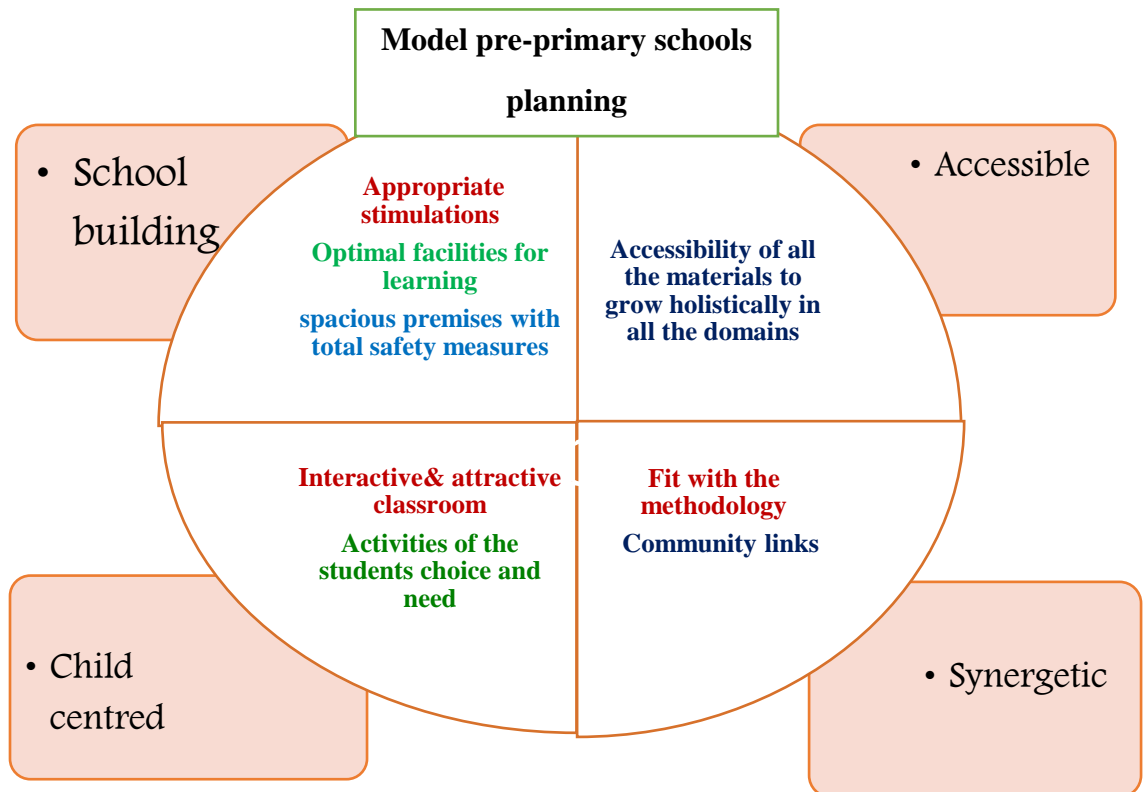 Model pre-primary schools
planning
• School
building
Appropriate
stimulations
Optimal facilities for
learning
spacious premises with
total safety measures
• Accessible
Accessibility of all
the materials to
grow holistically in
all the domains
• Child
centred
Interactive& attractive
classroom
Activities of the
students choice and
need
• Synergetic
Fit with the
methodology
Community links